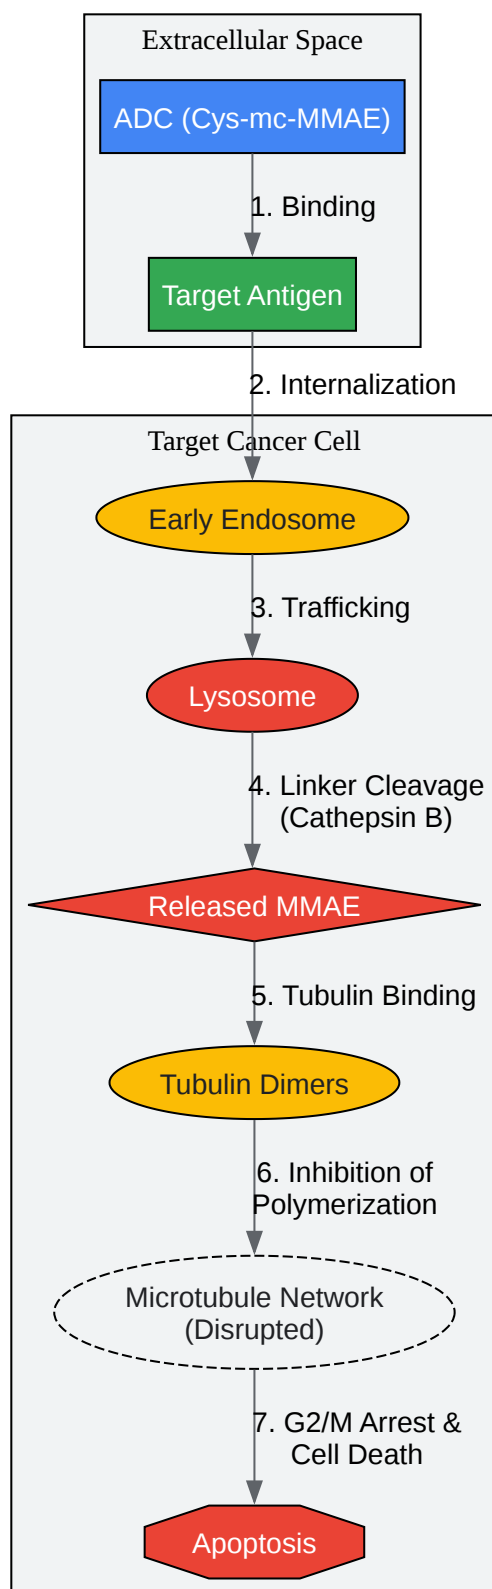 Extracellular Space
ADC (Cys-mc-MMAE)
1. Binding
Target Antigen
2. Internalization
Target Cancer Cell
Early Endosome
3. Trafficking
Lysosome
4. Linker Cleavage
(Cathepsin B)
Released MMAE
5. Tubulin Binding
Tubulin Dimers
6. Inhibition of
Polymerization
Microtubule Network
(Disrupted)
7. G2/M Arrest &
Cell Death
Apoptosis